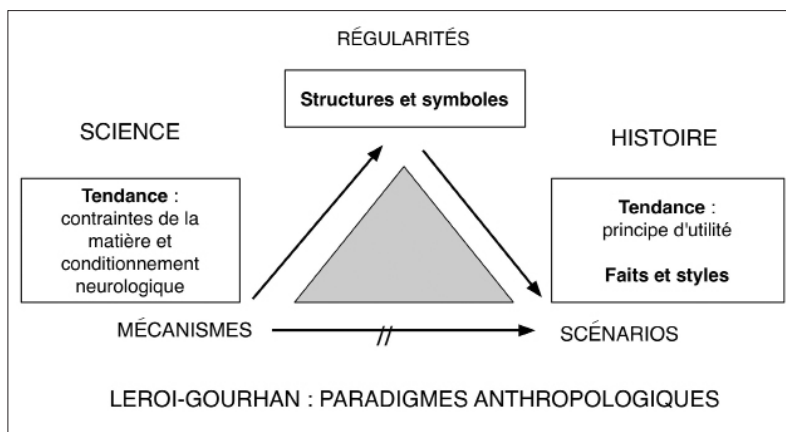 RÉGULARITÉS
Structures et symboles
SCIENCE
HISTOIRE
Tendance :
contraintes de la
matière et
conditionnement
neurologique
Tendance :
principe d'utilité
Faits et styles
MÉCANISMES
//
SCÉNARIOS
LEROI-GOURHAN : PARADIGMES ANTHROPOLOGIQUES